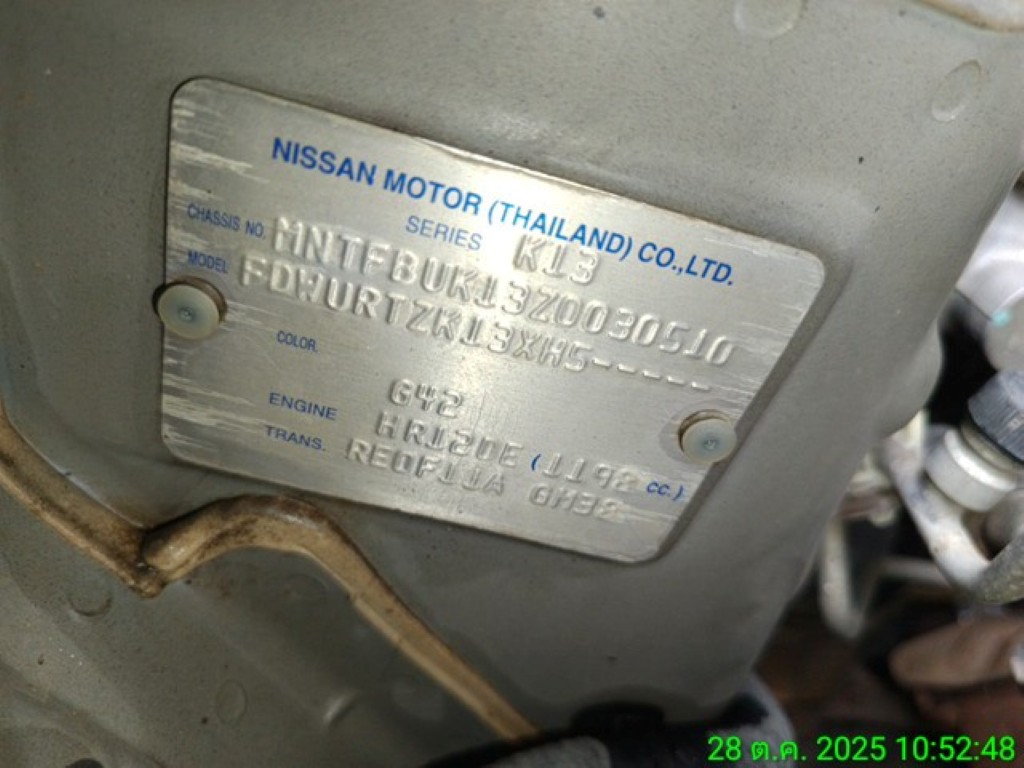 NISSAN MOTOR (THAILAND) CO.,LTD.
SERIES K13
CHASSIS NO. MNTFBUK13Z0030510
MODEL FDWURTZK13XHS-----
COLOR.
G42
ENGINE HR12DE (1198 cc.)
TRANS. RE0F11A GH38
28 ต.ค. 2025 10:52:48